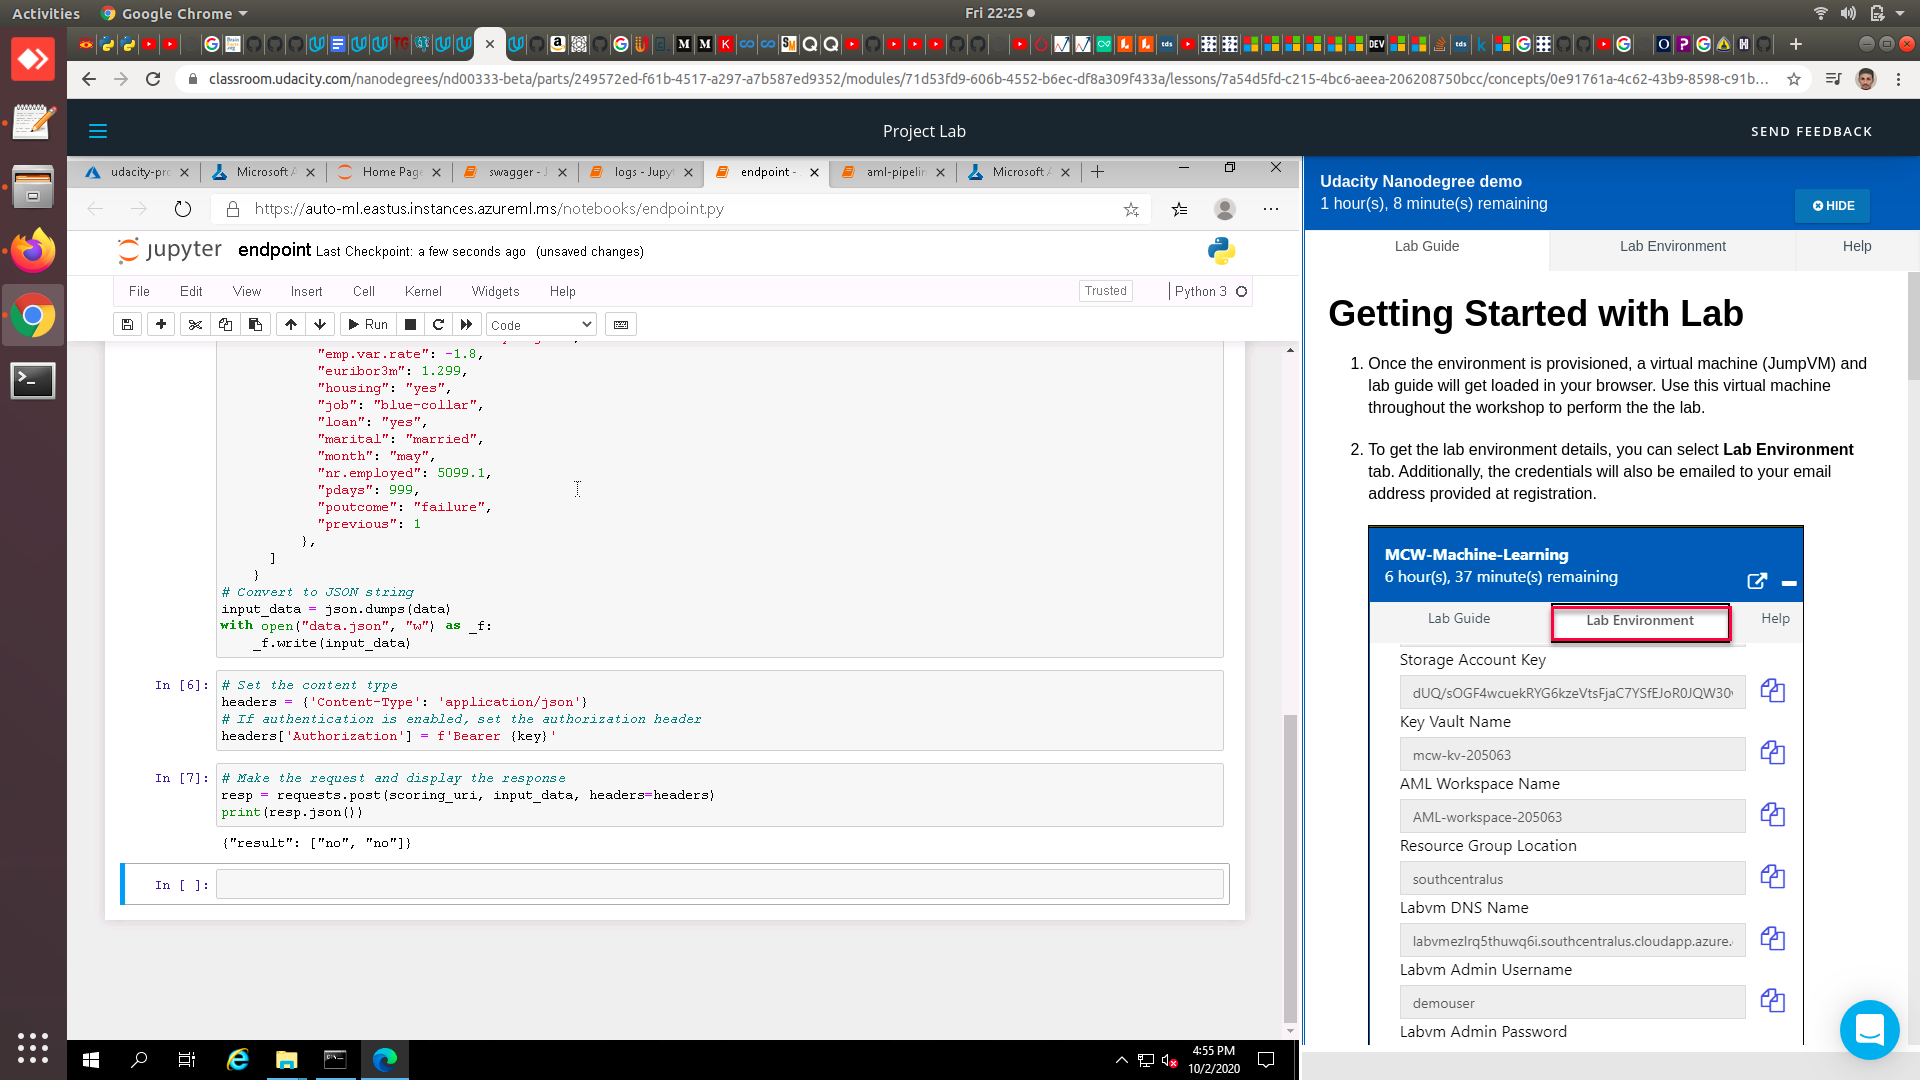 Activities
Google Chrome
Fri 22:25
classroom.udacity.com/nanodegrees/nd00333-beta/parts/249572ed-f61b-4517-a297-a7b587ed9352/modules/71d53fd9-606b-4552-b6ec-df8a309f433a/lessons/7a54d5fd-c215-4bc6-aeea-206208750bcc/concepts/0e91761a-4c62-43b9-8598-c91b...
Project Lab
SEND FEEDBACK
udacity-pro
Microsoft A
Home Page
swagger - J
logs - Jupyt
endpoint -
aml-pipelin
Microsoft A
https://auto-ml.eastus.instances.azureml.ms/notebooks/endpoint.py
jupyter endpoint Last Checkpoint: a few seconds ago (unsaved changes)
File Edit View Insert Cell Kernel Widgets Help
Trusted
Python 3
Run
Code
"emp.var.rate": -1.8,
"euribor3m": 1.299,
"housing": "yes",
"job": "blue-collar",
"loan": "yes",
"marital": "married",
"month": "may",
"nr.employed": 5099.1,
"pdays": 999,
"poutcome": "failure",
"previous": 1
},
]
}
# Convert to JSON string
input_data = json.dumps(data)
with open("data.json", "w") as _f:
_f.write(input_data)
In [6]:
# Set the content type
headers = {'Content-Type': 'application/json'}
# If authentication is enabled, set the authorization header
headers['Authorization'] = f'Bearer {key}'
In [7]:
# Make the request and display the response
resp = requests.post(scoring_uri, input_data, headers=headers)
print(resp.json())
{"result": ["no", "no"]}
In [ ]:
4:55 PM
10/2/2020
Udacity Nanodegree demo
1 hour(s), 8 minute(s) remaining
HIDE
Lab Guide
Lab Environment
Help
Getting Started with Lab
1. Once the environment is provisioned, a virtual machine (JumpVM) and
lab guide will get loaded in your browser. Use this virtual machine
throughout the workshop to perform the the lab.
2. To get the lab environment details, you can select Lab Environment
tab. Additionally, the credentials will also be emailed to your email
address provided at registration.
MCW-Machine-Learning
6 hour(s), 37 minute(s) remaining
Lab Guide
Lab Environment
Help
Storage Account Key
Key Vault Name
mcw-kv-205063
AML Workspace Name
AML-workspace-205063
Resource Group Location
southcentralus
Labvm DNS Name
labvmezlrq5thuwq6i.southcentralus.cloudapp.azure.
Labvm Admin Username
demouser
Labvm Admin Password